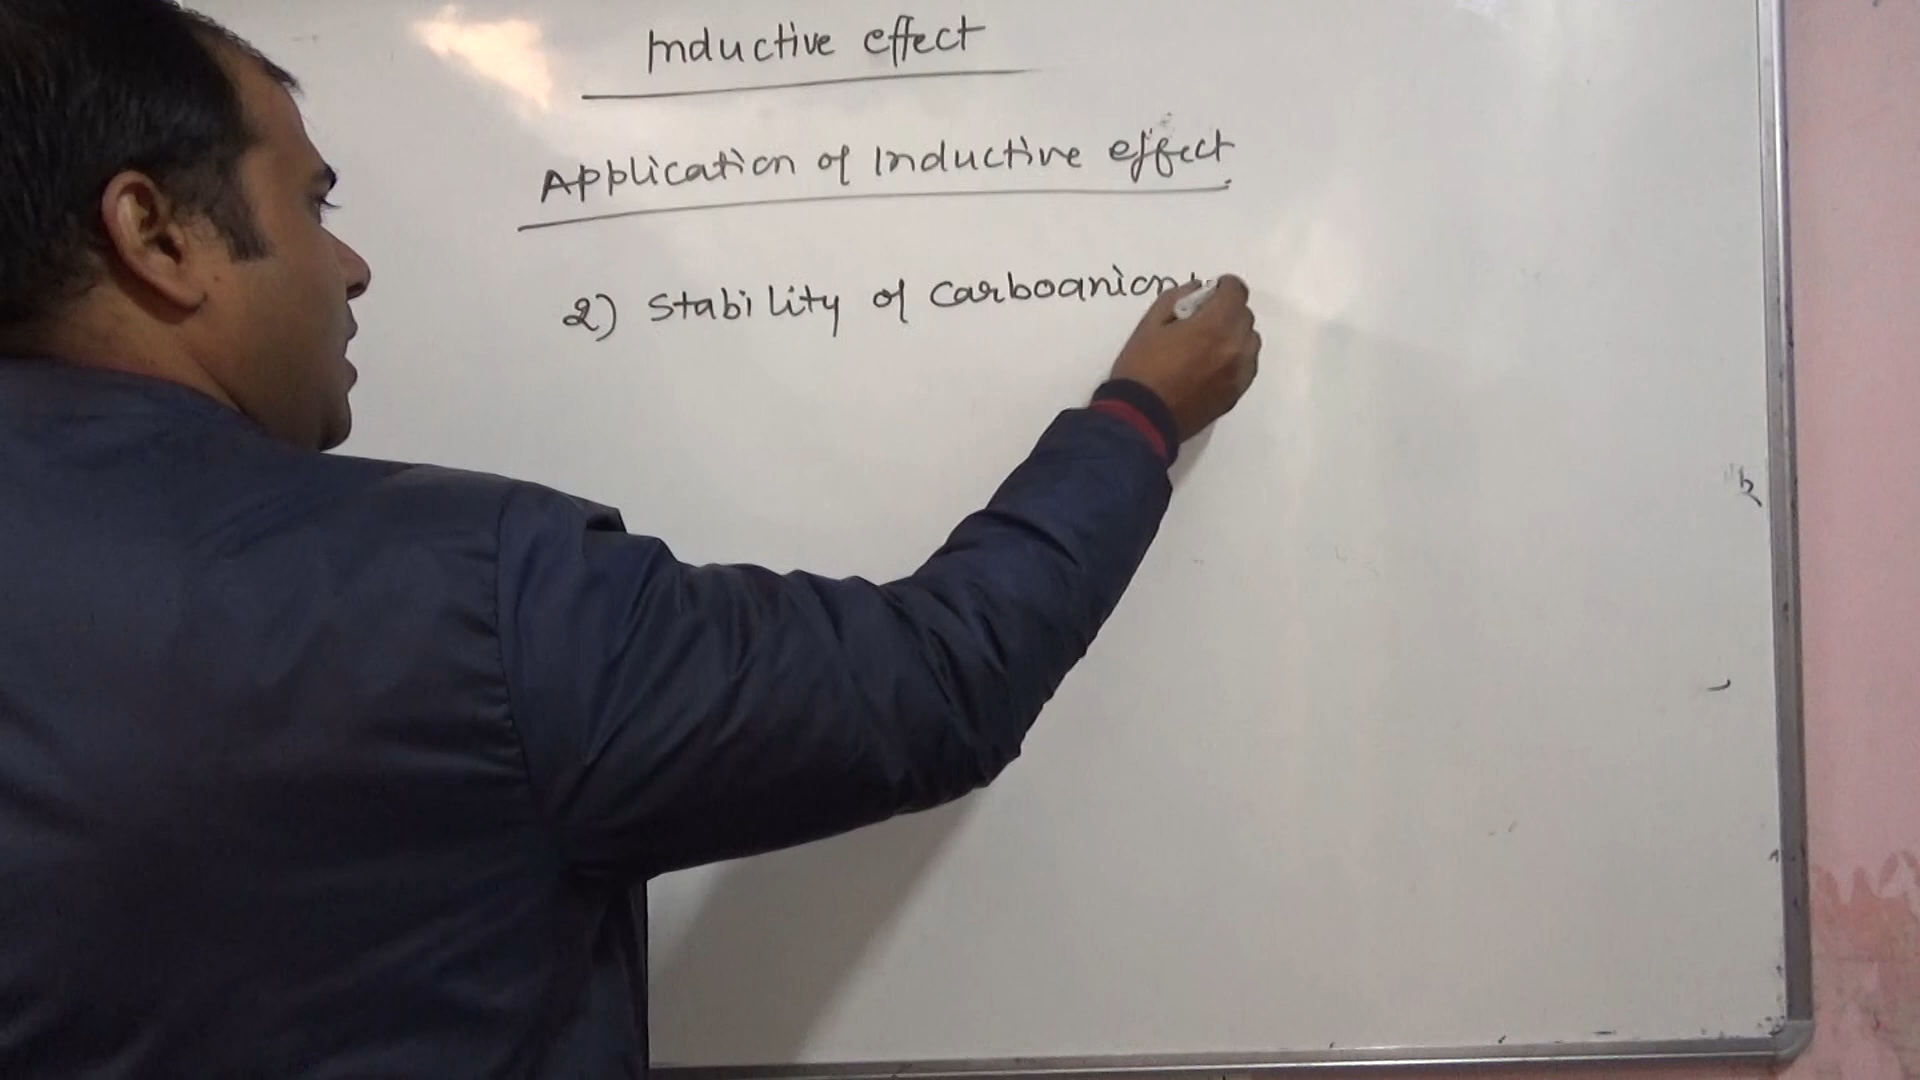 Inductive effect
Application of Inductive effect
2) Stability of Carboanion